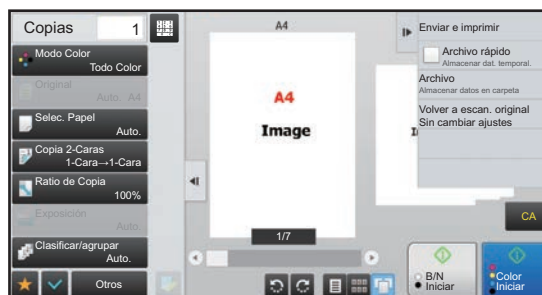 Copias 1
Modo Color
Todo Color
Original
Auto. A4
Selec. Papel
Auto.
Copia 2-Caras
1-Cara→1-Cara
Ratio de Copia
100%
Exposición
Auto.
Clasificar/agrupar
Auto.
Otros
A4
A4
Image
1/7
Enviar e imprimir
Archivo rápido
Almacenar dat. temporal.
Archivo
Almacenar datos en carpeta
Volver a escan. original
Sin cambiar ajustes
CA
B/N
Iniciar
Color
Iniciar